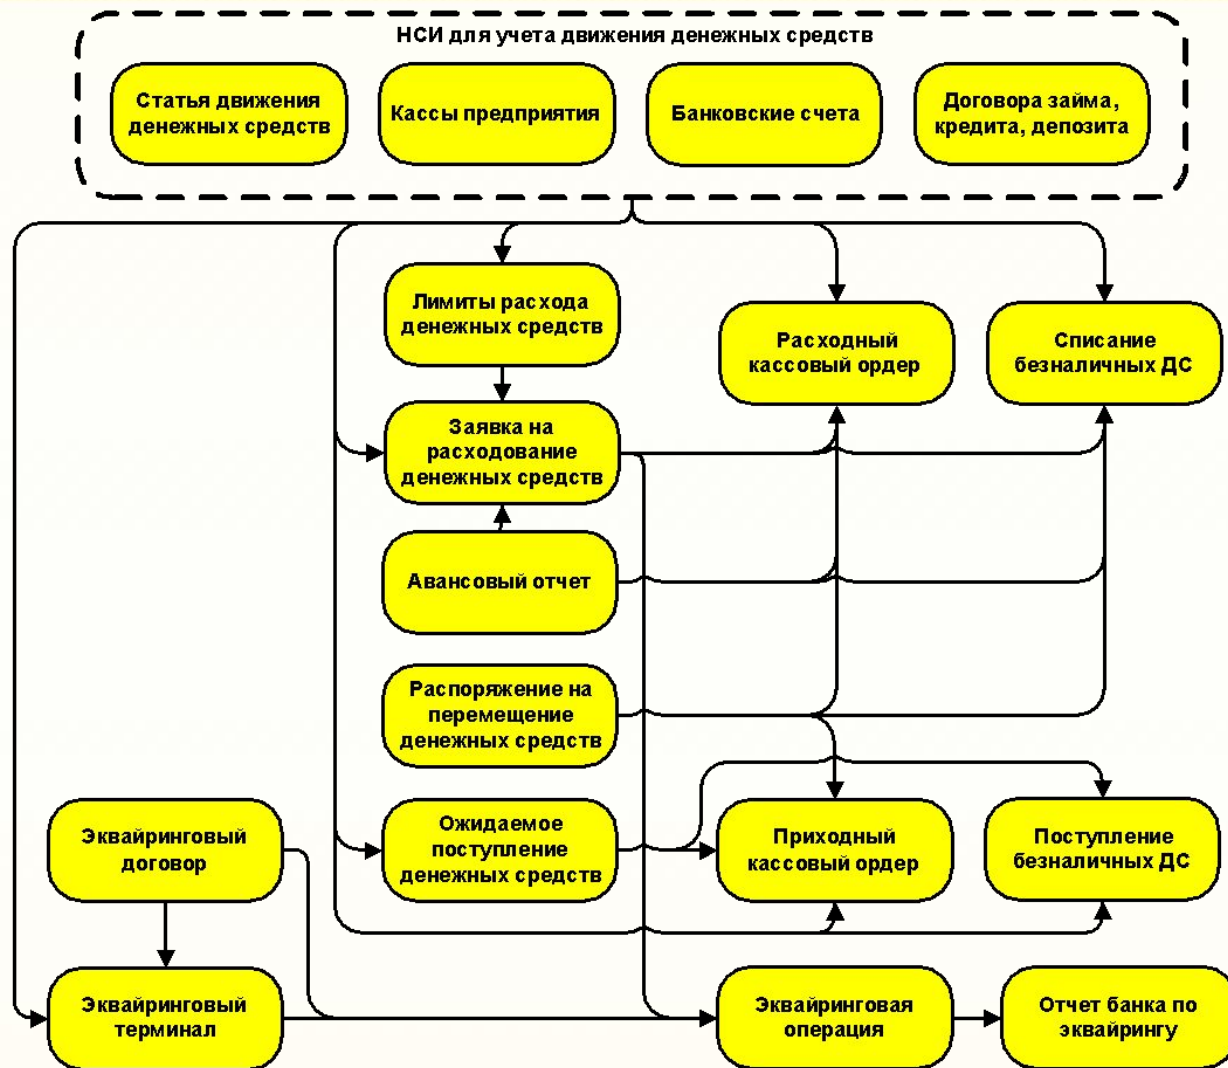 НСИ для учета движения денежных средств
Статья движения
денежных средств
Кассы предприятия
Банковские счета
Договора займа,
кредита, депозита
Лимиты расхода
денежных средств
Расходный
кассовый ордер
Списание
безналичных ДС
Заявка на
расходование
денежных средств
Авансовый отчет
Распоряжение на
перемещение
денежных средств
Эквайринговый
договор
Ожидаемое
поступление
денежных средств
Приходный
кассовый ордер
Поступление
безналичных ДС
Эквайринговый
терминал
Эквайринговая
операция
Отчет банка по
эквайрингу